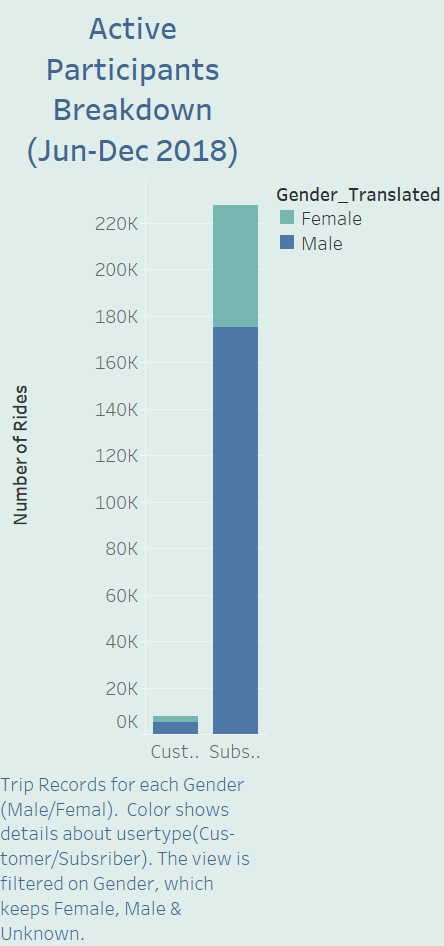 Active
Participants
Breakdown
(Jun-Dec 2018)
Gender_Translated
Female
Male
220K
200K
180K
160K
140K
120K
100K
80K
60K
40K
20K
0K
Number of Rides
Cust.. Subs..
Trip Records for each Gender
(Male/Femal).  Color shows
details about usertype(Cus-
tomer/Subsriber). The view is
filtered on Gender, which
keeps Female, Male &
Unknown.